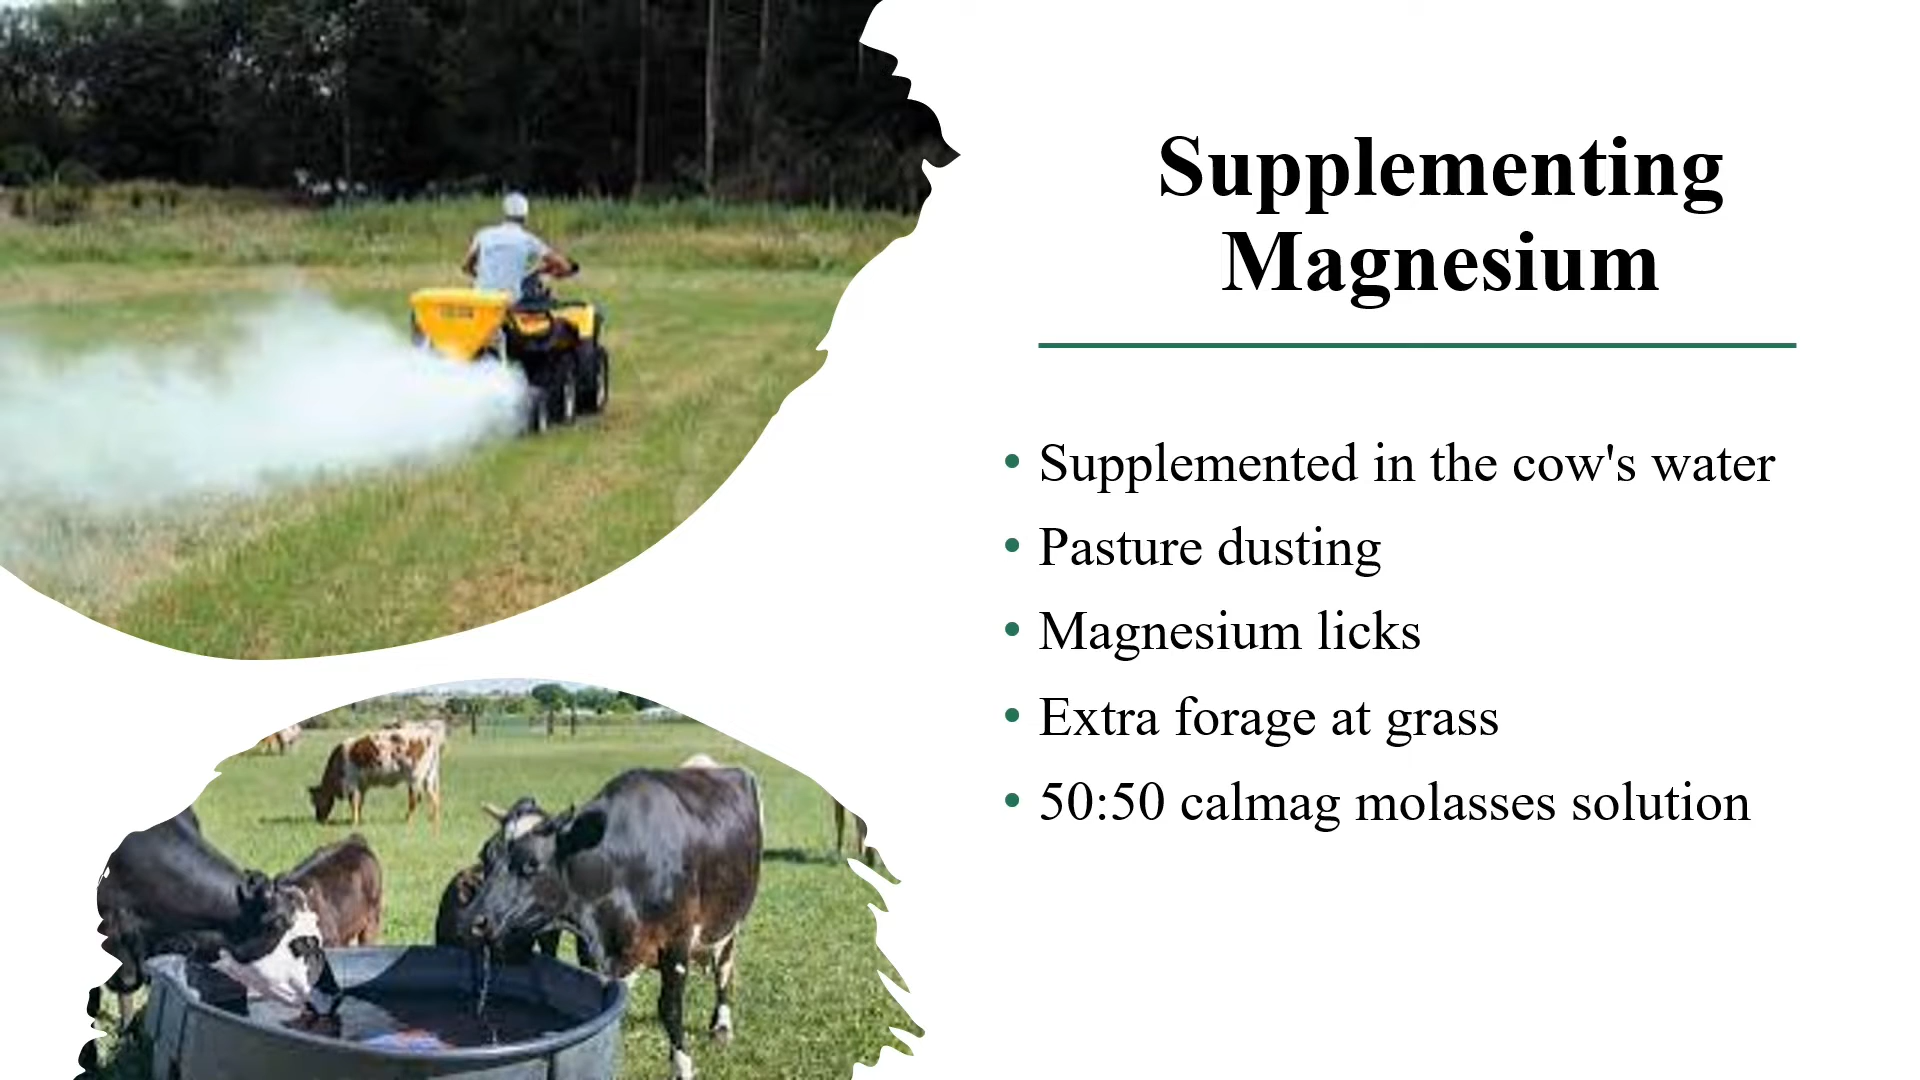 Supplementing
Magnesium
• Supplemented in the cow's water
• Pasture dusting
• Magnesium licks
• Extra forage at grass
• 50:50 calmag molasses solution